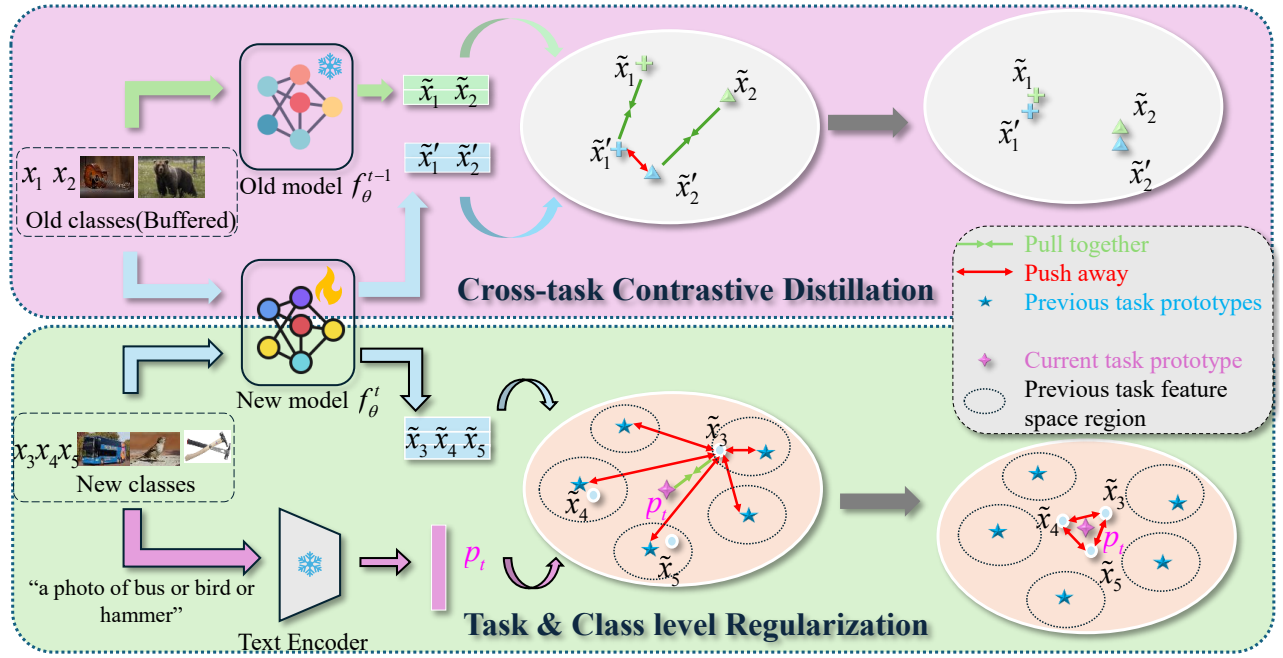 x₁ x₂
Old classes(Buffered)
Old model f_θ^{t−1}
x̃₁ x̃₂
x̃₁′ x̃₂′
x̃₁
x̃₂
x̃₁′
x̃₂′
x̃₁
x̃₁′
x̃₂
x̃₂′
Cross-task Contrastive Distillation
Pull together
Push away
Previous task prototypes
Current task prototype
Previous task feature
space region
New model f_θ^t
x₃x₄x₅
New classes
x̃₃ x̃₄ x̃₅
“a photo of bus or bird or
hammer”
Text Encoder
p_t
x̃₃
x̃₄
p_t
x̃₅
x̃₃
x̃₄
p_t
x̃₅
Task & Class level Regularization